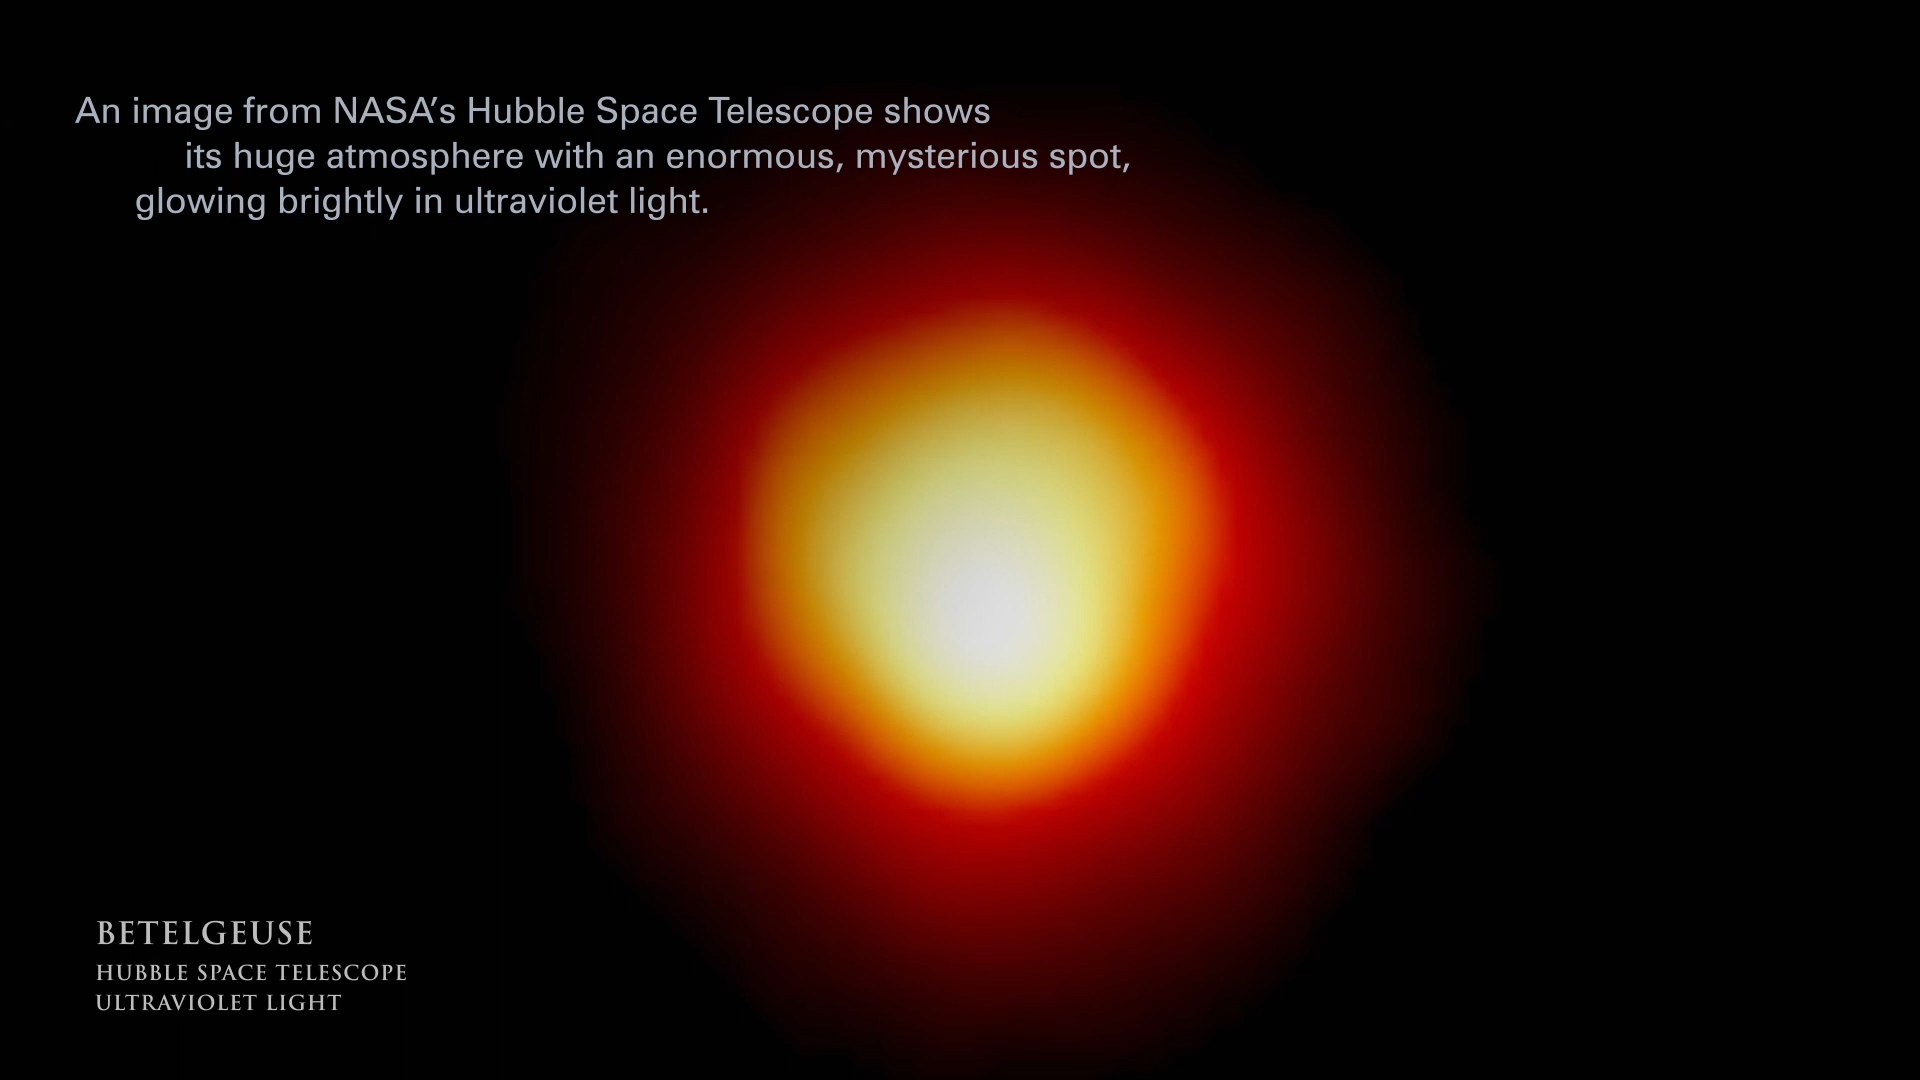 An image from NASA’s Hubble Space Telescope shows
its huge atmosphere with an enormous, mysterious spot,
glowing brightly in ultraviolet light.
BETELGEUSE
HUBBLE SPACE TELESCOPE
ULTRAVIOLET LIGHT